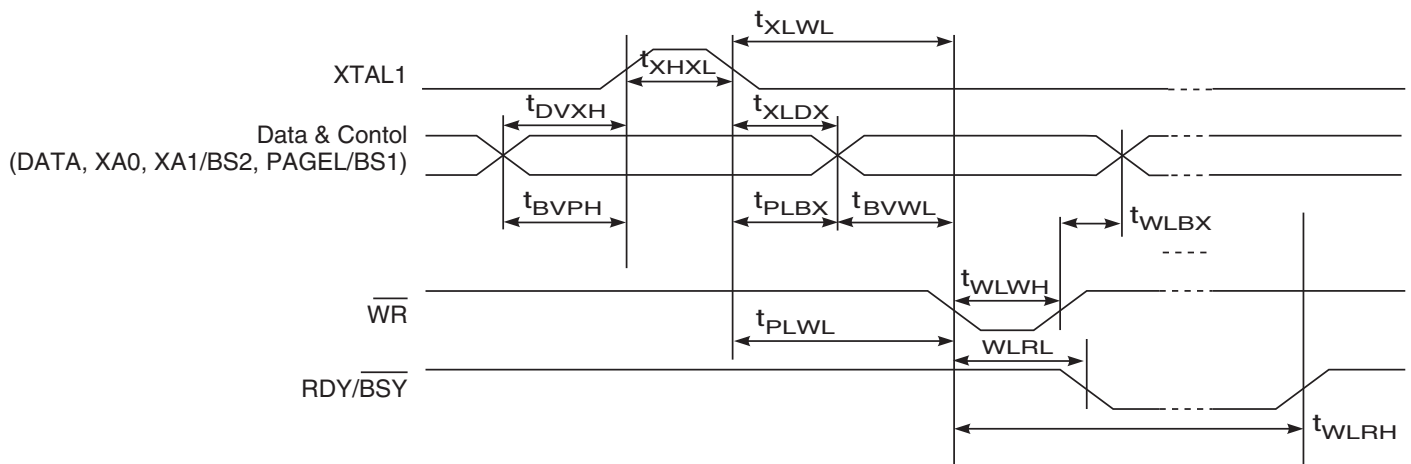 tXLWL
XTAL1
tXHXL
tDVXH
tXLDX
Data & Contol
(DATA, XA0, XA1/BS2, PAGEL/BS1)
tBVPH
tPLBX
tBVWL
tWLBX
tWLWH
WR
tPLWL
WLRL
RDY/BSY
tWLRH